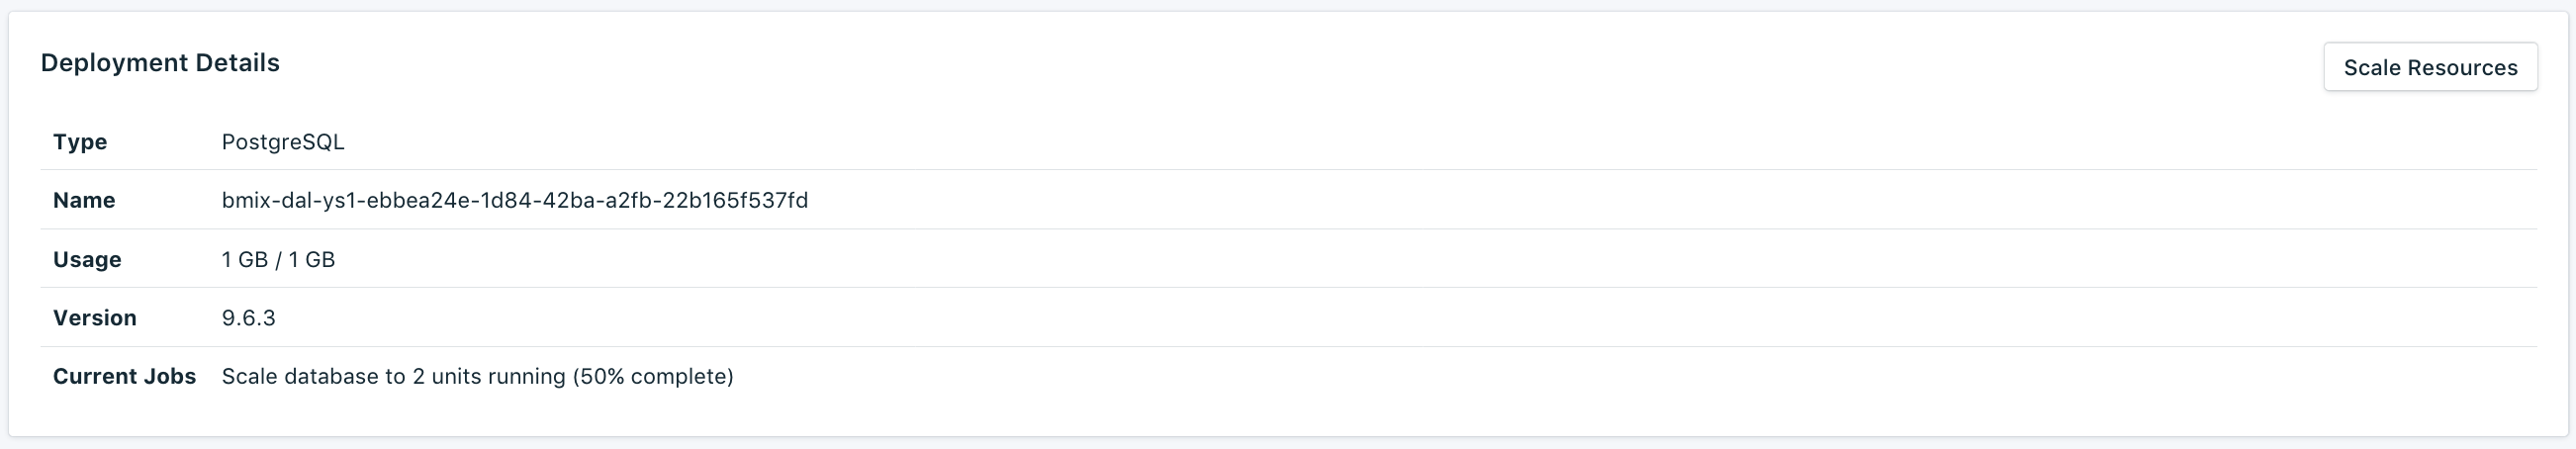 Deployment Details
Scale Resources
Type PostgreSQL
Name bmix-dal-ys1-ebbea24e-1d84-42ba-a2fb-22b165f537fd
Usage 1 GB / 1 GB
Version 9.6.3
Current Jobs Scale database to 2 units running (50% complete)